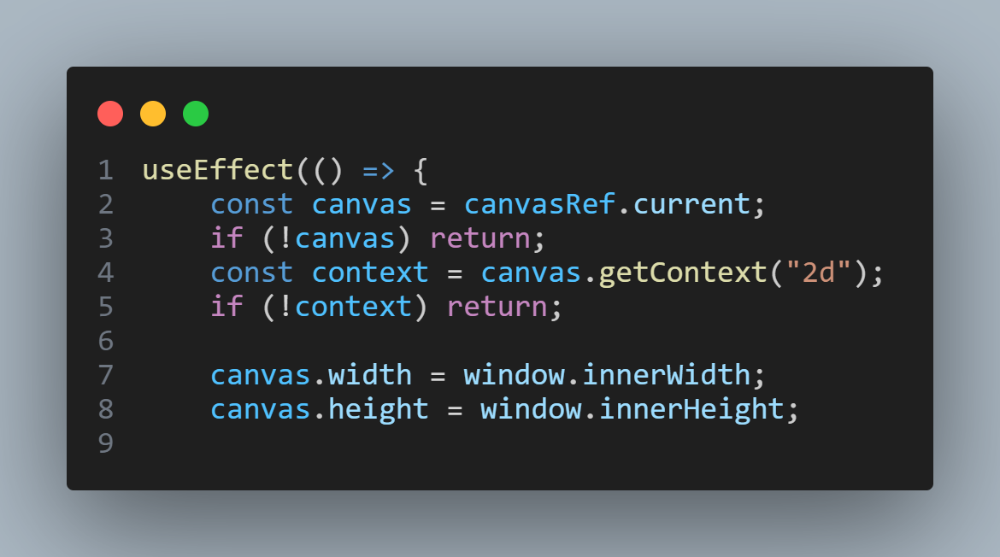 1 useEffect(() => {
2     const canvas = canvasRef.current;
3     if (!canvas) return;
4     const context = canvas.getContext("2d");
5     if (!context) return;
6
7     canvas.width = window.innerWidth;
8     canvas.height = window.innerHeight;
9